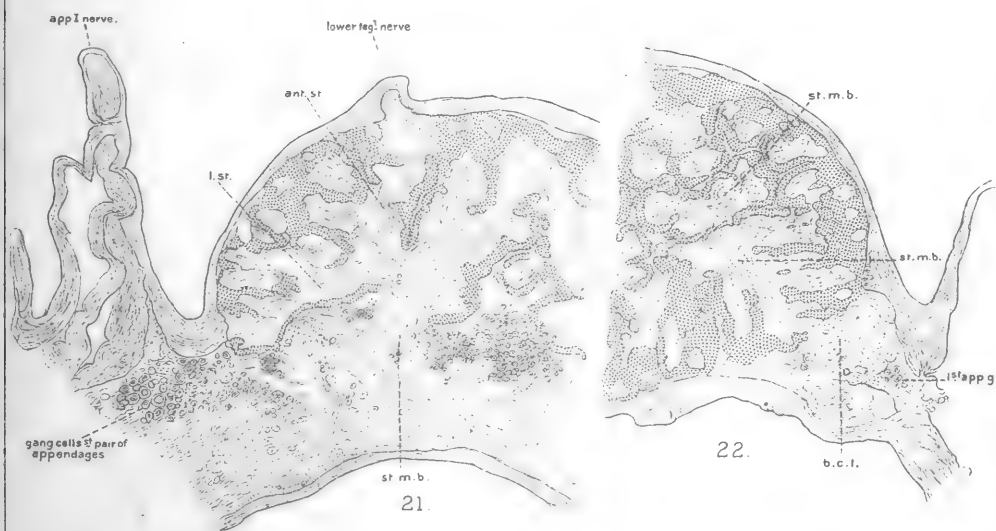 app I nerve.
lower teg¹ nerve
ant. st
l. st.
gang cells 1st pair of
appendages
st m. b.
21.
st. m. b.
st. m. b.
1st app g
b. c. l.
22.